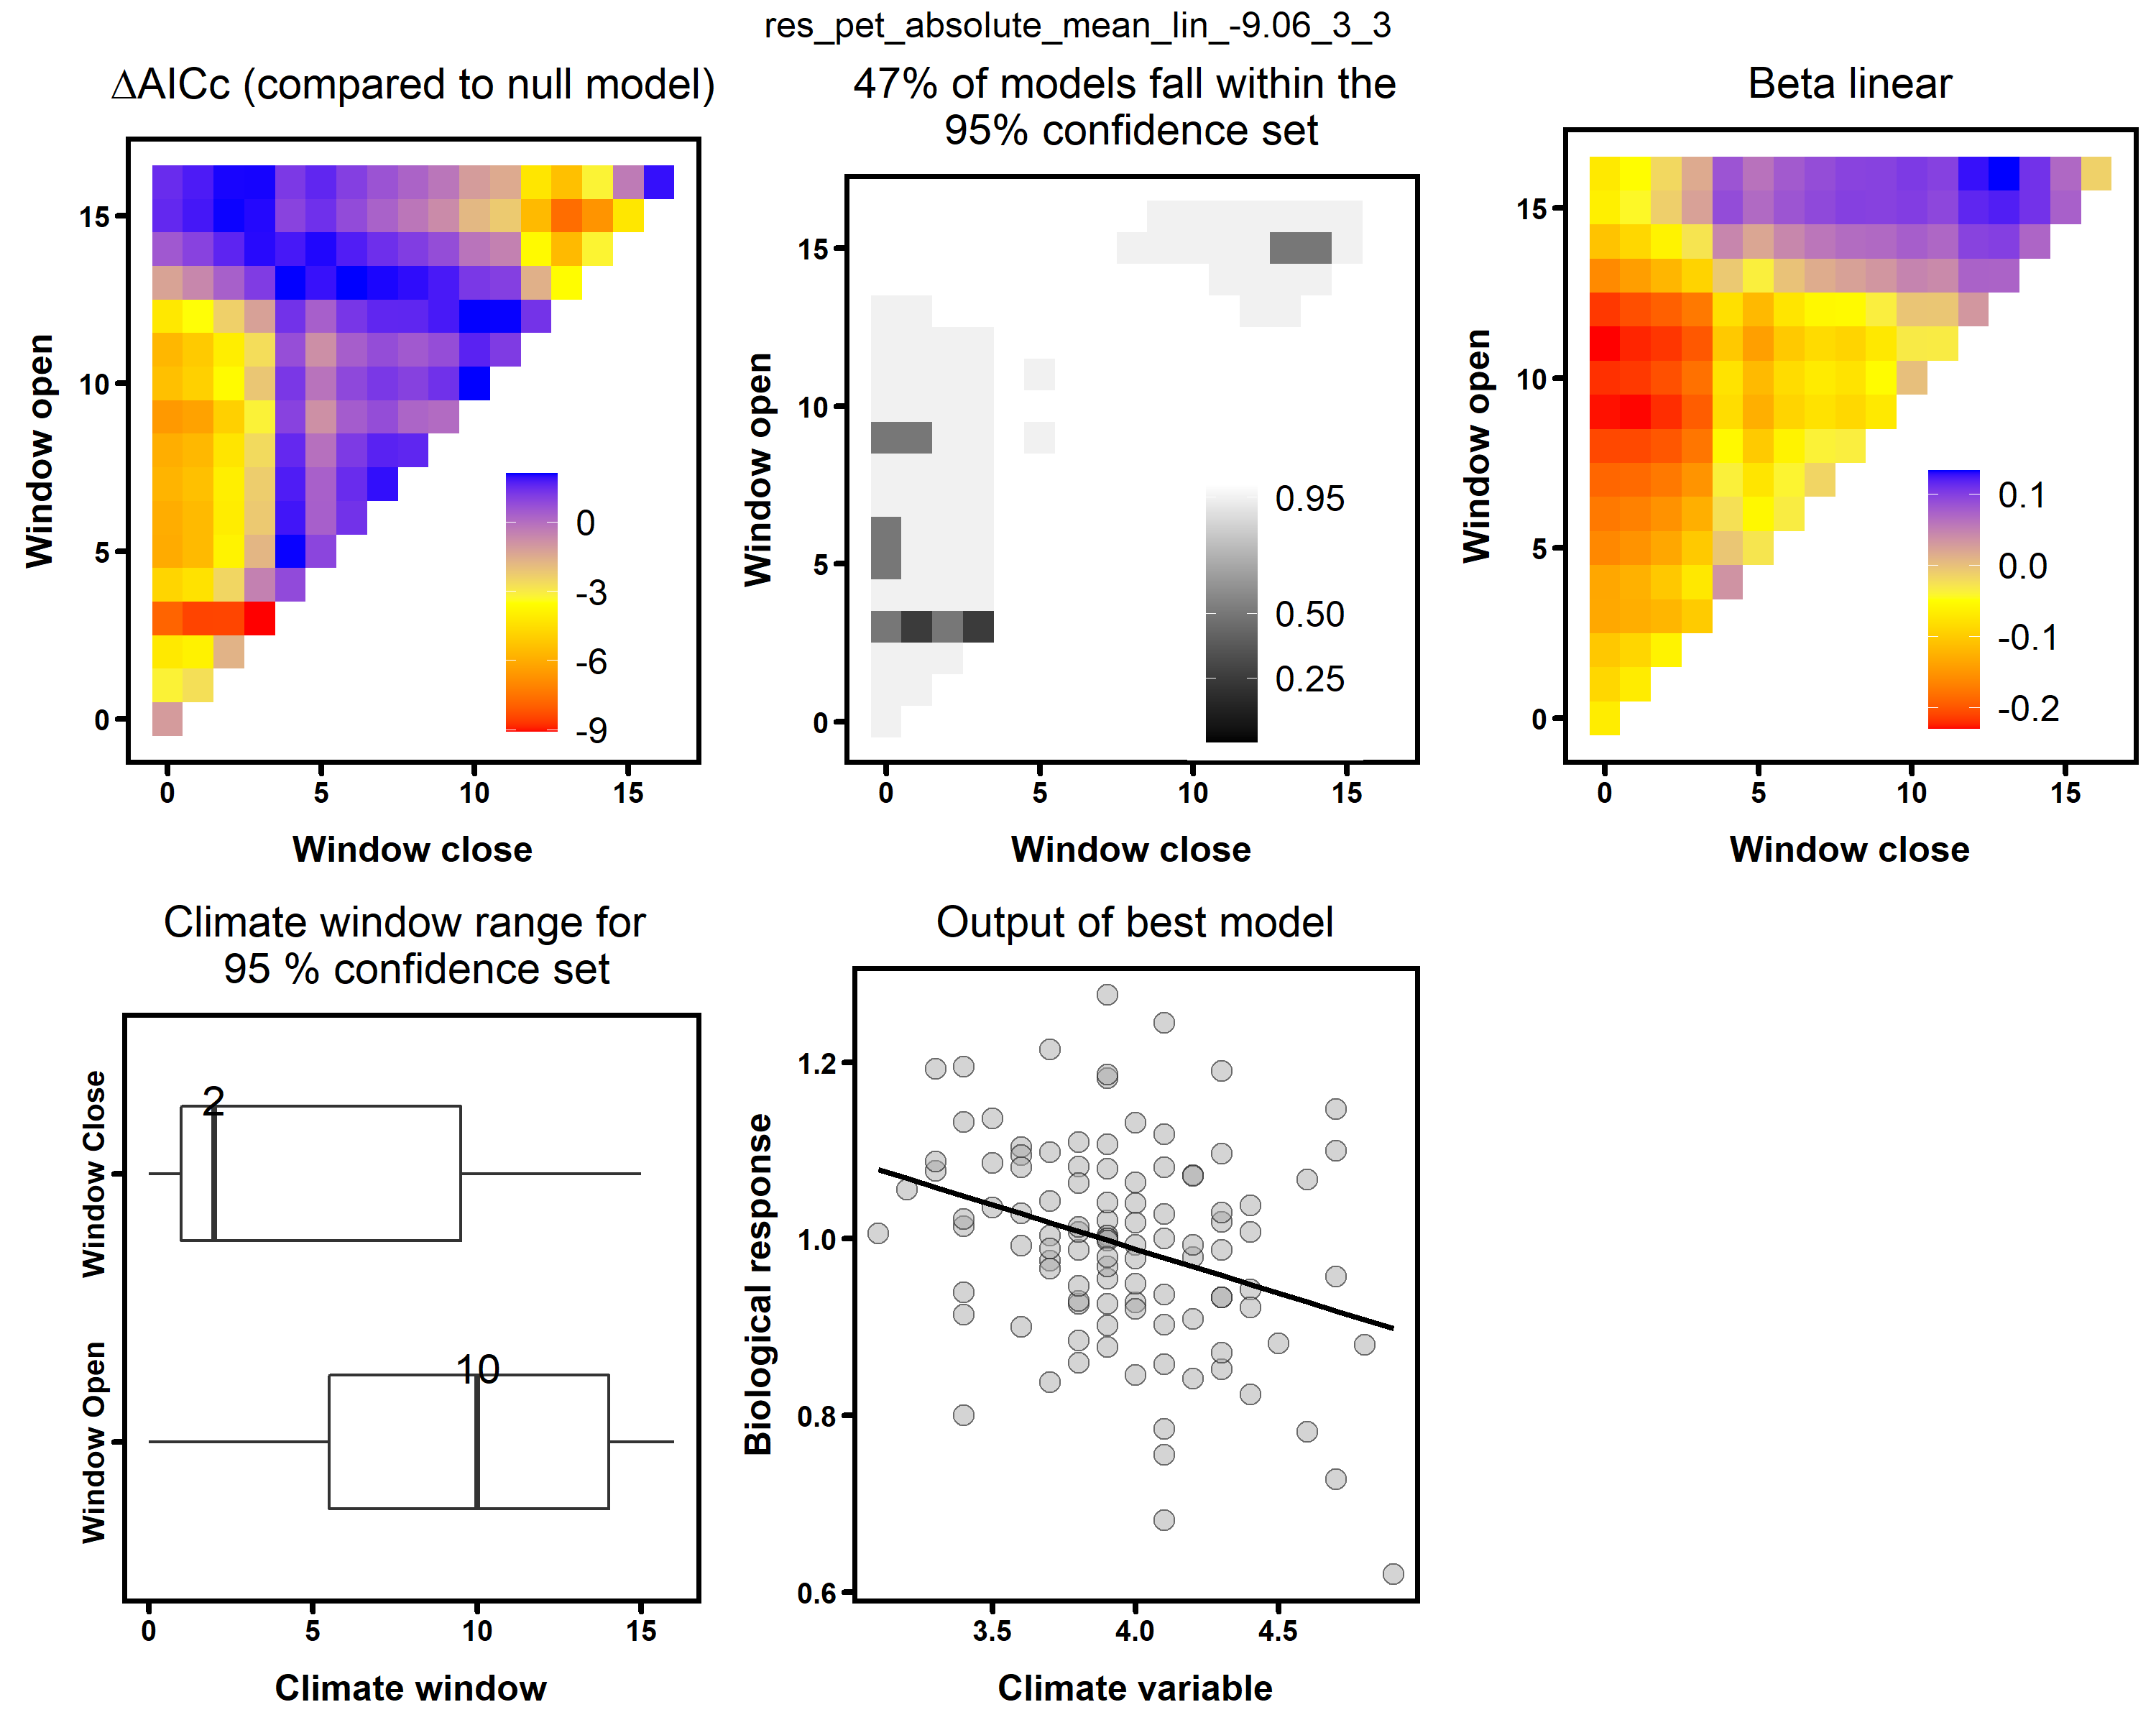 res_pet_absolute_mean_lin_-9.06_3_3
ΔAICc (compared to null model)
Window open
15
10
5
0
0
-3
-6
-9
0 5 10 15
Window close
47% of models fall within the
95% confidence set
Window open
15
10
5
0
0.95
0.50
0.25
0 5 10 15
Window close
Beta linear
Window open
15
10
5
0
0.1
0.0
-0.1
-0.2
0 5 10 15
Window close
Climate window range for
95 % confidence set
Window Close
Window Open
2
10
0 5 10 15
Climate window
Output of best model
Biological response
1.2
1.0
0.8
0.6
3.5 4.0 4.5
Climate variable